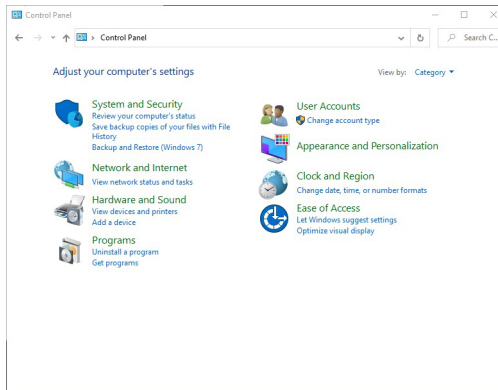 Control Panel
Control Panel
Search C...
Adjust your computer's settings
View by: Category
System and Security
Review your computer's status
Save backup copies of your files with File
History
Backup and Restore (Windows 7)
Network and Internet
View network status and tasks
Hardware and Sound
View devices and printers
Add a device
Programs
Uninstall a program
Get programs
User Accounts
Change account type
Appearance and Personalization
Clock and Region
Change date, time, or number formats
Ease of Access
Let Windows suggest settings
Optimize visual display